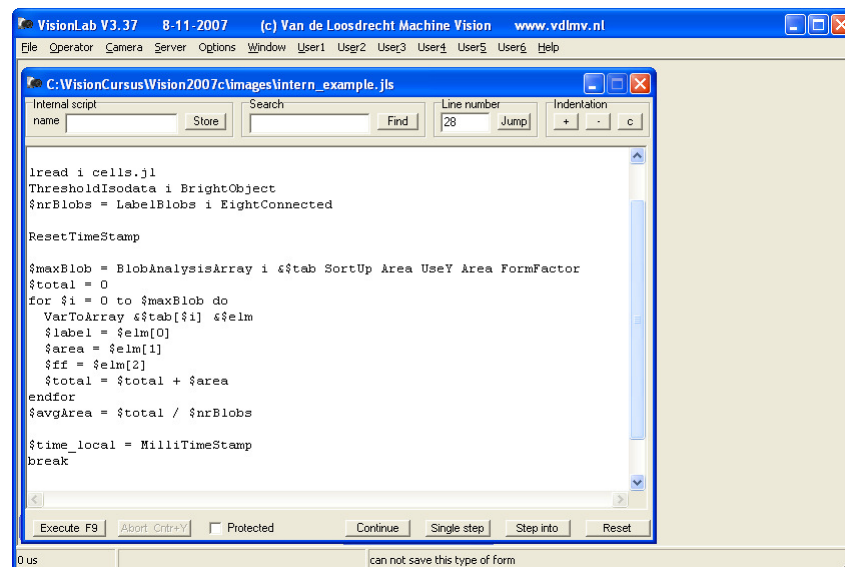 VisionLab V3.37 8-11-2007 (c) Van de Loosdrecht Machine Vision www.vdlmv.nl
File Operator Camera Server Options Window User1 User2 User3 User4 User5 User6 Help
C:\VisionCursus\Vision2007c\images\intern_example.jls
Internal script Search Line number Indentation
name Store Find 28 Jump + - c
lread i cells.jl
ThresholdIsodata i BrightObject
$nrBlobs = LabelBlobs i EightConnected
ResetTimeStamp
$maxBlob = BlobAnalysisArray i &$tab SortUp Area UseY Area FormFactor
$total = 0
for $i = 0 to $maxBlob do
VarToArray &$tab[$i] &$elm
$label = $elm[0]
$area = $elm[1]
$ff = $elm[2]
$total = $total + $area
endfor
$avgArea = $total / $nrBlobs
$time_local = MilliTimeStamp
break
Execute F9 Abort Cntr+Y Protected Continue Single step Step into Reset
0 us can not save this type of form